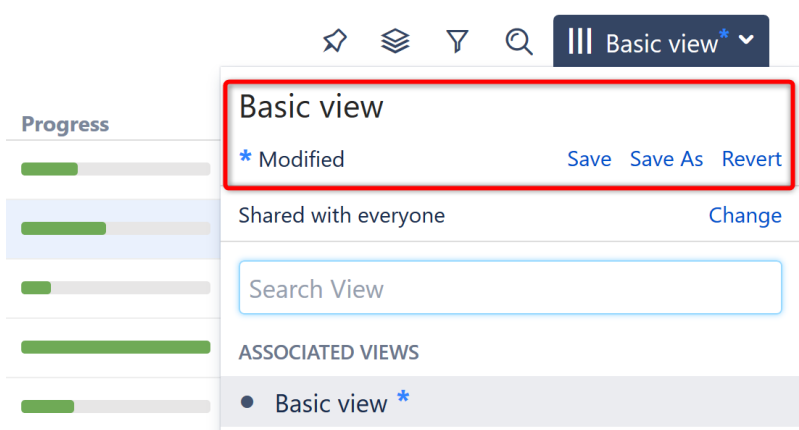 Basic view*
Basic view
Progress
* Modified Save Save As Revert
Shared with everyone Change
Search View
ASSOCIATED VIEWS
Basic view *